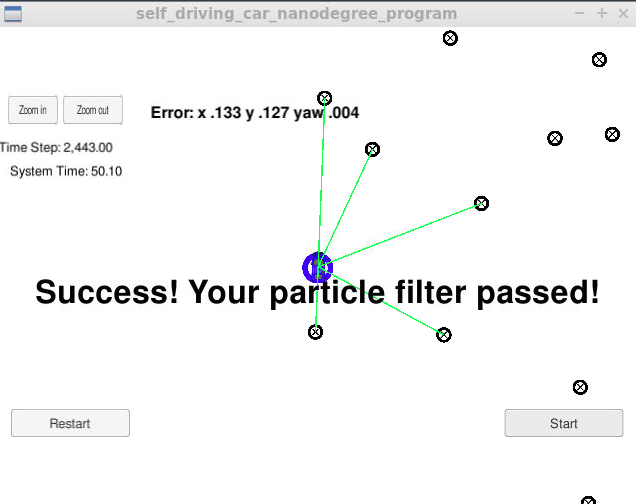 self_driving_car_nanodegree_program
Zoom in
Zoom out
Error: x .133 y .127 yaw .004
Time Step: 2,443.00
System Time: 50.10
Success! Your particle filter passed!
Restart
Start